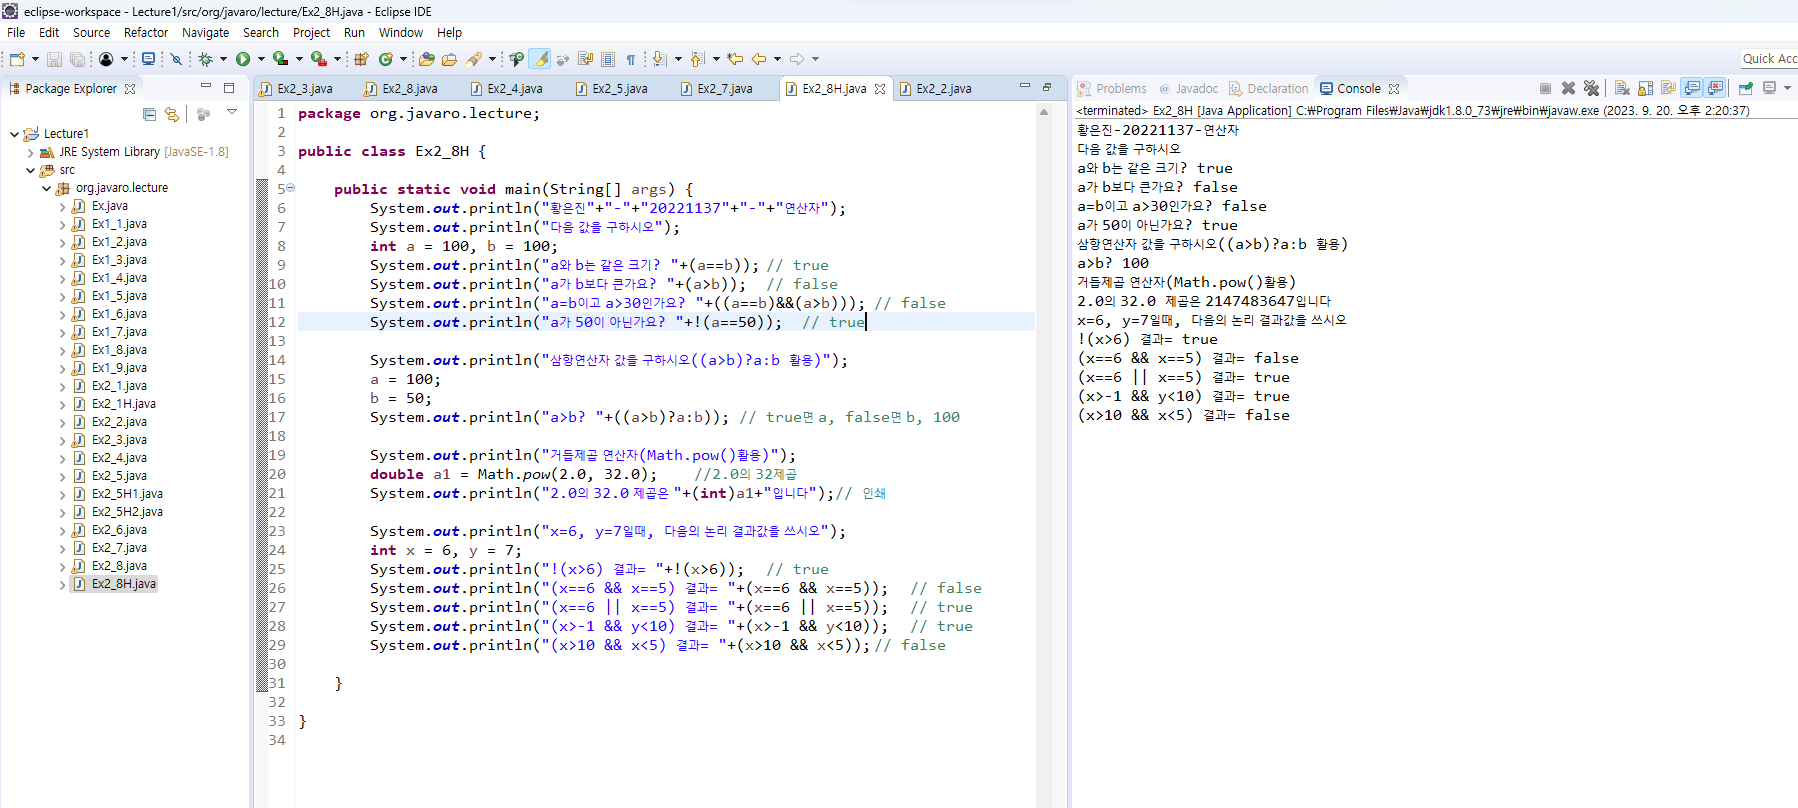 eclipse-workspace - Lecture1/src/org/javaro/lecture/Ex2_8H.java - Eclipse IDE
File Edit Source Refactor Navigate Search Project Run Window Help
Quick Acc
Package Explorer
Lecture1
JRE System Library [JavaSE-1.8]
src
org.javaro.lecture
Ex.java
Ex1_1.java
Ex1_2.java
Ex1_3.java
Ex1_4.java
Ex1_5.java
Ex1_6.java
Ex1_7.java
Ex1_8.java
Ex1_9.java
Ex2_1.java
Ex2_1H.java
Ex2_2.java
Ex2_3.java
Ex2_4.java
Ex2_5.java
Ex2_5H1.java
Ex2_5H2.java
Ex2_6.java
Ex2_7.java
Ex2_8.java
Ex2_8H.java
Ex2_3.java Ex2_8.java Ex2_4.java Ex2_5.java Ex2_7.java Ex2_8H.java Ex2_2.java
1 package org.javaro.lecture;
2
3 public class Ex2_8H {
4
5 public static void main(String[] args) {
6 System.out.println("황은진"+"-"+"20221137"+"-"+"연산자");
7 System.out.println("다음 값을 구하시오");
8 int a = 100, b = 100;
9 System.out.println("a와 b는 같은 크기? "+(a==b)); // true
10 System.out.println("a가 b보다 큰가요? "+(a>b)); // false
11 System.out.println("a=b이고 a>30인가요? "+((a==b)&&(a>b))); // false
12 System.out.println("a가 50이 아닌가요? "+!(a==50)); // true
13
14 System.out.println("삼항연산자 값을 구하시오((a>b)?a:b 활용)");
15 a = 100;
16 b = 50;
17 System.out.println("a>b? "+((a>b)?a:b)); // true면 a, false면 b, 100
18
19 System.out.println("거듭제곱 연산자(Math.pow()활용)");
20 double a1 = Math.pow(2.0, 32.0); //2.0의 32제곱
21 System.out.println("2.0의 32.0 제곱은 "+(int)a1+"입니다");// 인쇄
22
23 System.out.println("x=6, y=7일때, 다음의 논리 결과값을 쓰시오");
24 int x = 6, y = 7;
25 System.out.println("!(x>6) 결과= "+!(x>6)); // true
26 System.out.println("(x==6 && x==5) 결과= "+(x==6 && x==5)); // false
27 System.out.println("(x==6 || x==5) 결과= "+(x==6 || x==5)); // true
28 System.out.println("(x>-1 && y<10) 결과= "+(x>-1 && y<10)); // true
29 System.out.println("(x>10 && x<5) 결과= "+(x>10 && x<5)); // false
30
31 }
32
33 }
34
Problems Javadoc Declaration Console
<terminated> Ex2_8H [Java Application] C:₩Program Files₩Java₩jdk1.8.0_73₩jre₩bin₩javaw.exe (2023. 9. 20. 오후 2:20:37)
황은진-20221137-연산자
다음 값을 구하시오
a와 b는 같은 크기? true
a가 b보다 큰가요? false
a=b이고 a>30인가요? false
a가 50이 아닌가요? true
삼항연산자 값을 구하시오((a>b)?a:b 활용)
a>b? 100
거듭제곱 연산자(Math.pow()활용)
2.0의 32.0 제곱은 2147483647입니다
x=6, y=7일때, 다음의 논리 결과값을 쓰시오
!(x>6) 결과= true
(x==6 && x==5) 결과= false
(x==6 || x==5) 결과= true
(x>-1 && y<10) 결과= true
(x>10 && x<5) 결과= false